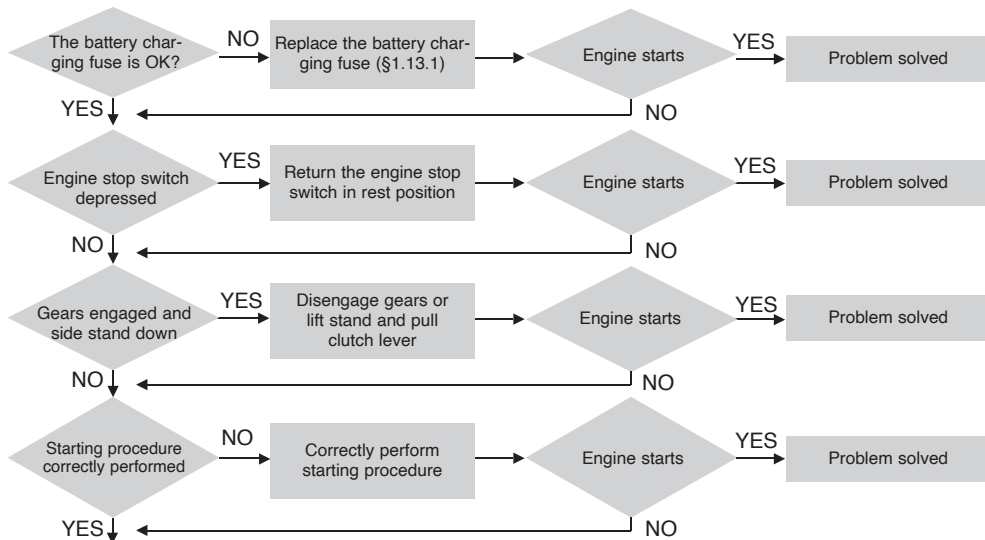 The battery char-
ging fuse is OK?
NO
Replace the battery char-
ging fuse (§1.13.1)
Engine starts
YES
Problem solved
YES
NO
Engine stop switch
depressed
YES
Return the engine stop
switch in rest position
Engine starts
YES
Problem solved
NO
NO
Gears engaged and
side stand down
YES
Disengage gears or
lift stand and pull
clutch lever
Engine starts
YES
Problem solved
NO
NO
Starting procedure
correctly performed
NO
Correctly perform
starting procedure
Engine starts
YES
Problem solved
YES
NO